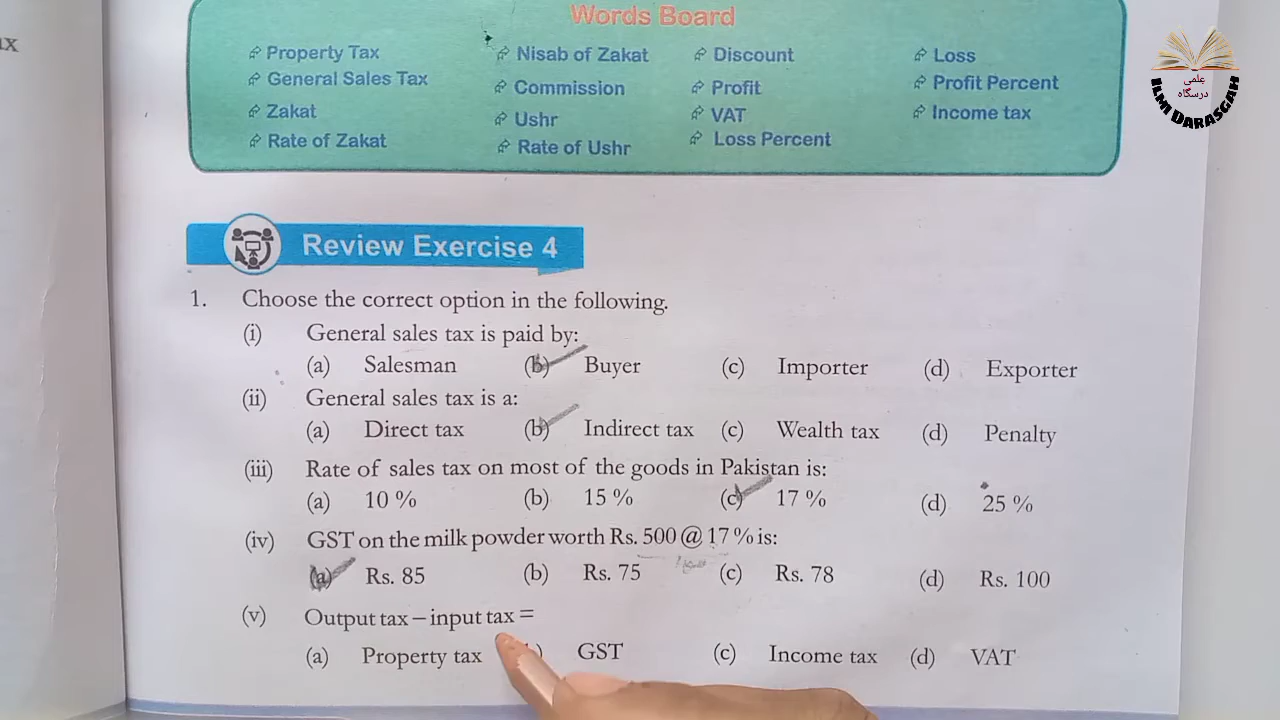 Words Board
Property Tax
Nisab of Zakat
Discount
Loss
General Sales Tax
Commission
Profit
Profit Percent
Zakat
Ushr
VAT
Income tax
Rate of Zakat
Rate of Ushr
Loss Percent
علمی
درسگاہ
ILMI DARASGAH
Review Exercise 4
1. Choose the correct option in the following.
(i) General sales tax is paid by:
(a) Salesman (b) Buyer (c) Importer (d) Exporter
(ii) General sales tax is a:
(a) Direct tax (b) Indirect tax (c) Wealth tax (d) Penalty
(iii) Rate of sales tax on most of the goods in Pakistan is:
(a) 10 % (b) 15 % (c) 17 % (d) 25 %
(iv) GST on the milk powder worth Rs. 500 @ 17 % is:
(a) Rs. 85 (b) Rs. 75 (c) Rs. 78 (d) Rs. 100
(v) Output tax – input tax =
(a) Property tax GST (c) Income tax (d) VAT